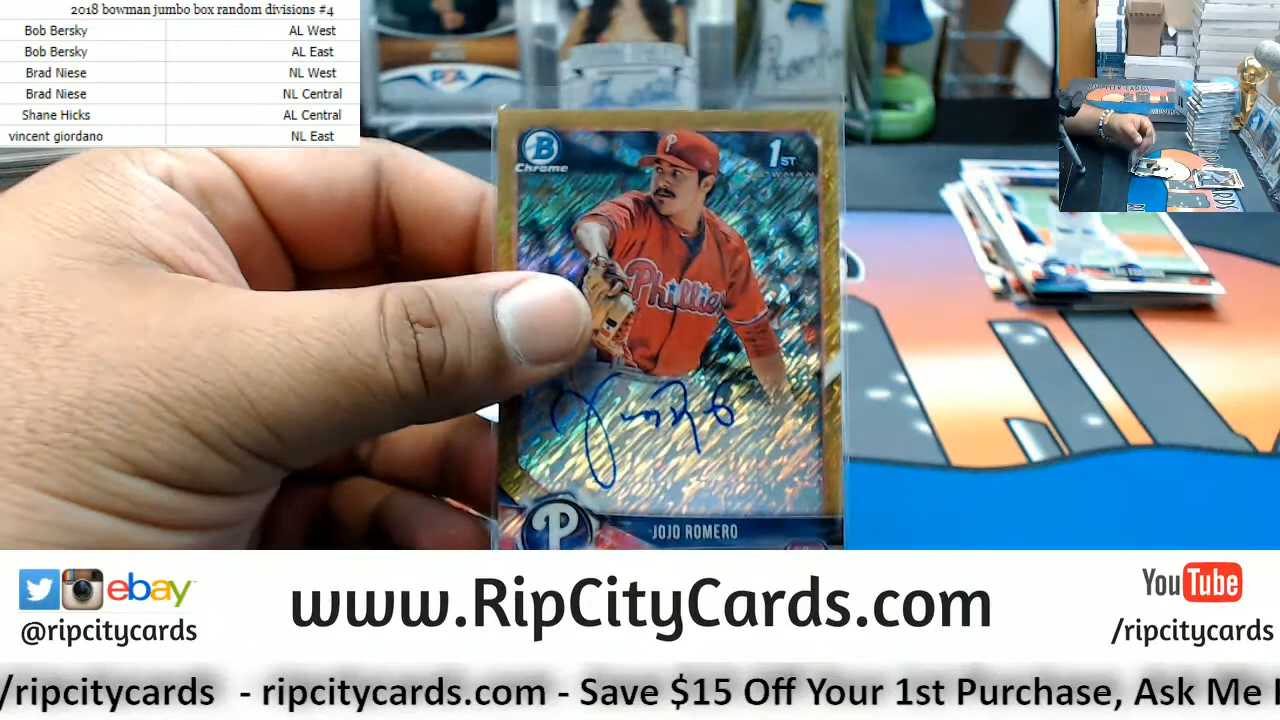 2018 bowman jumbo box random divisions #4
Bob Bersky AL West
Bob Bersky AL East
Brad Niese NL West
Brad Niese NL Central
Shane Hicks AL Central
vincent giordano NL East
B
Chrome
1ST
BOWMAN
P
Phillies
P
JOJO ROMERO
ebay
@ripcitycards
www.RipCityCards.com
YouTube
/ripcitycards
/ripcitycards - ripcitycards.com - Save $15 Off Your 1st Purchase, Ask Me